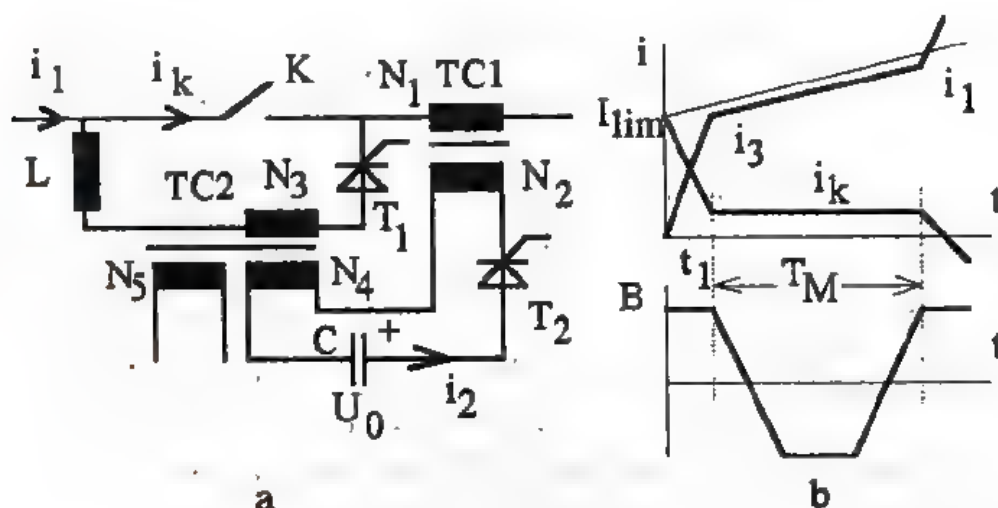 i1 ik K N1 TC1
L TC2 N3 T1 N2
N5 N4 T2
C + i2
U0
a
i
Ilim i1
i3
ik t
t1 TM
B
t
b